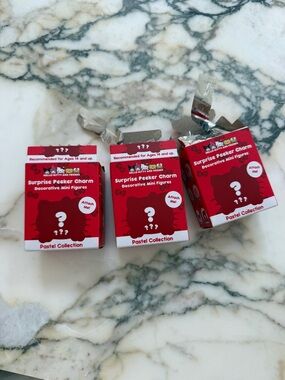 ???
Recommended for Ages 14 and up.
Surprise Peeker Charm
Decorative Mini Figures
Attach Me!
?
???
Pastel Collection
???
Recommended for Ages 14 and up.
Surprise Peeker Charm
Decorative Mini Figures
Attach Me!
?
???
Pastel Collection
Surprise Peeker Charm
Decorative Mini Figures
Attach Me!
?
???
Pastel Collection